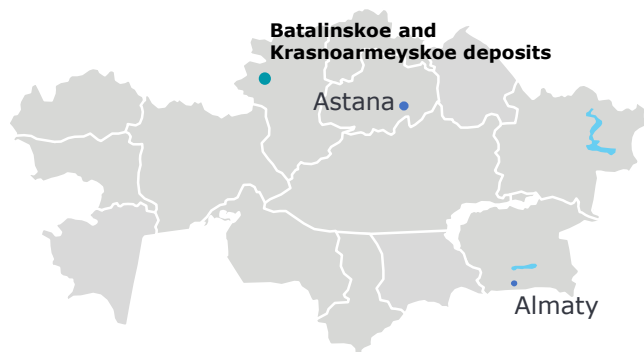 Batalinskoe and
Krasnoarmeyskoe deposits
Astana
Almaty